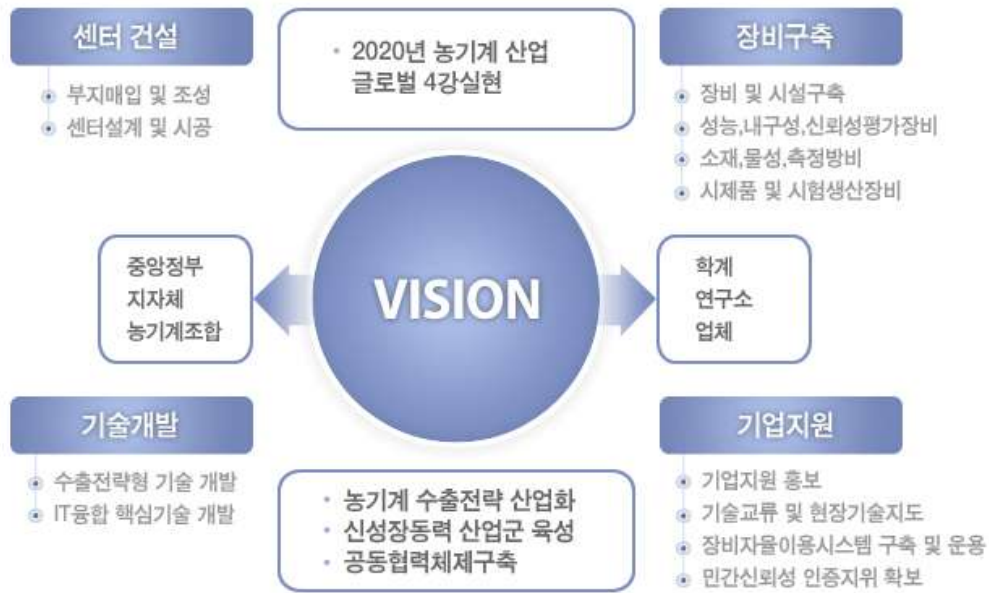 센터 건설
부지매입 및 조성
센터설계 및 시공
2020년 농기계 산업
글로벌 4강실현
장비구축
장비 및 시설구축
성능,내구성,신뢰성평가장비
소재,물성,측정방비
시제품 및 시험생산장비
중앙정부
지자체
농기계조합
VISION
학계
연구소
업체
기술개발
수출전략형 기술 개발
IT융합 핵심기술 개발
농기계 수출전략 산업화
신성장동력 산업군 육성
공동협력체제구축
기업지원
기업지원 홍보
기술교류 및 현장기술지도
장비자율이용시스템 구축 및 운용
민간신뢰성 인증지위 확보